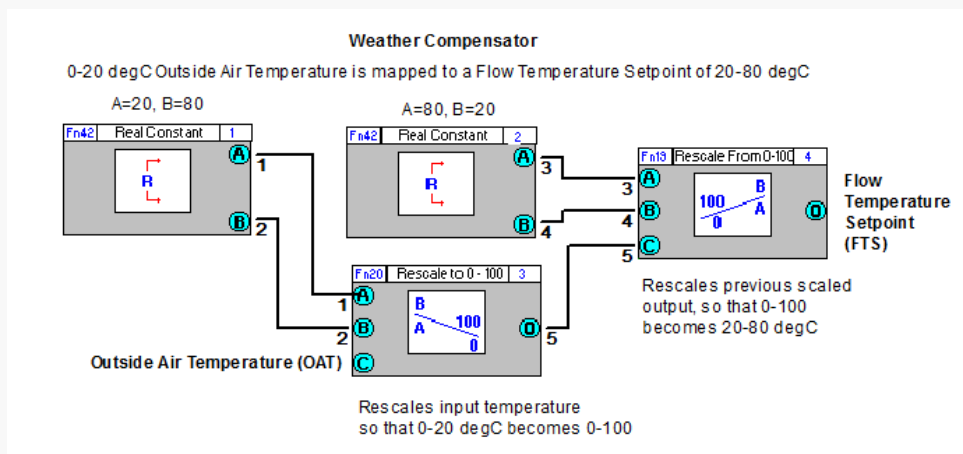 Weather Compensator
0-20 degC Outside Air Temperature is mapped to a Flow Temperature Setpoint of 20-80 degC
A=20, B=80
A=80, B=20
Fn42 Real Constant 1
A
1
R
B
2
Fn42 Real Constant 2
A
3
R
B
4
Fn19 Rescale From 0-100 4
3 A
4 B
5 C
100 B
0 A
O
Flow
Temperature
Setpoint
(FTS)
Fn20 Rescale to 0 - 100 3
1 A
2 B
Outside Air Temperature (OAT) C
B
A 100
0
O 5
Rescales previous scaled
output, so that 0-100
becomes 20-80 degC
Rescales input temperature
so that 0-20 degC becomes 0-100